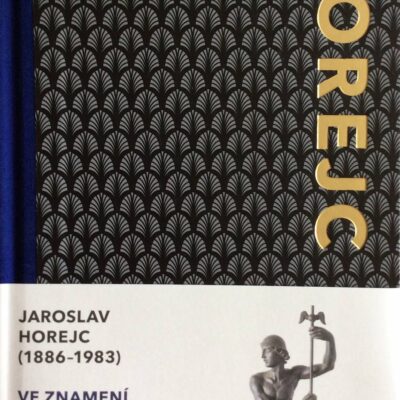 OREJC
JAROSLAV
HOREJC
(1886–1983)
VE ZNAMENÍ